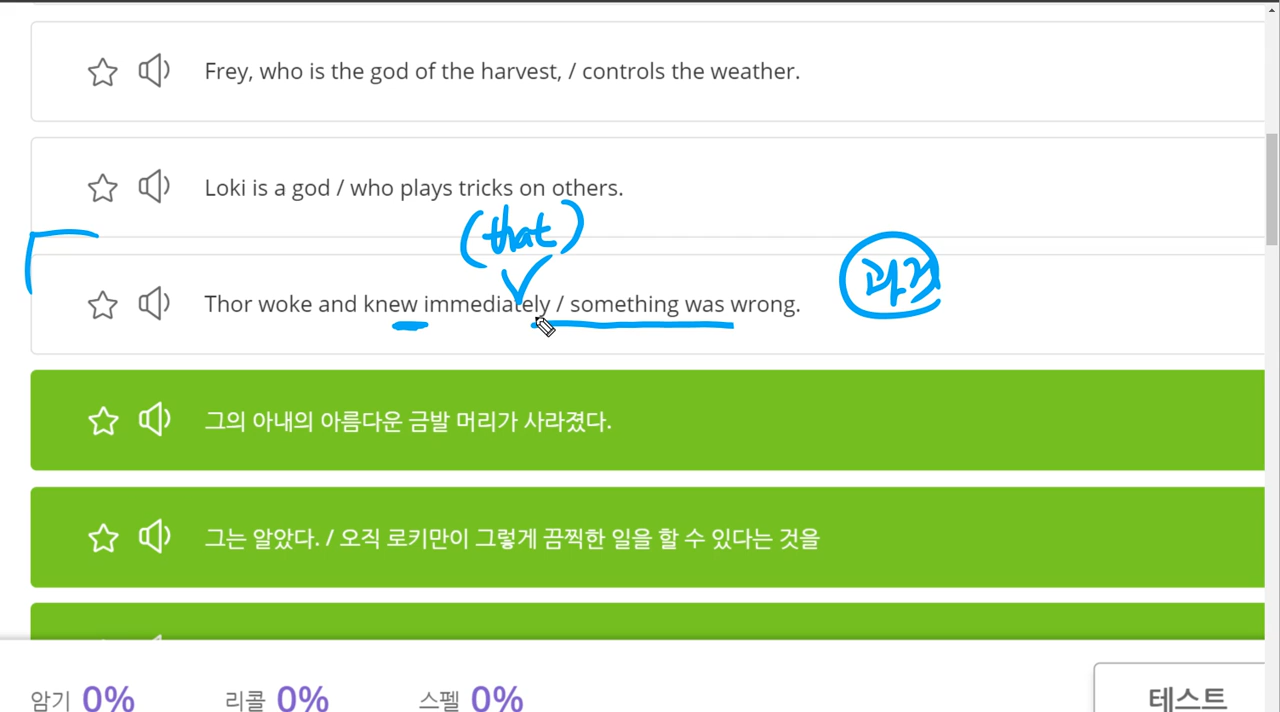 Frey, who is the god of the harvest, / controls the weather.
Loki is a god / who plays tricks on others.
(that)
과거
Thor woke and knew immediately / something was wrong.
그의 아내의 아름다운 금발 머리가 사라졌다.
그는 알았다. / 오직 로키만이 그렇게 끔찍한 일을 할 수 있다는 것을
암기 0% 리콜 0% 스펠 0% 테스트